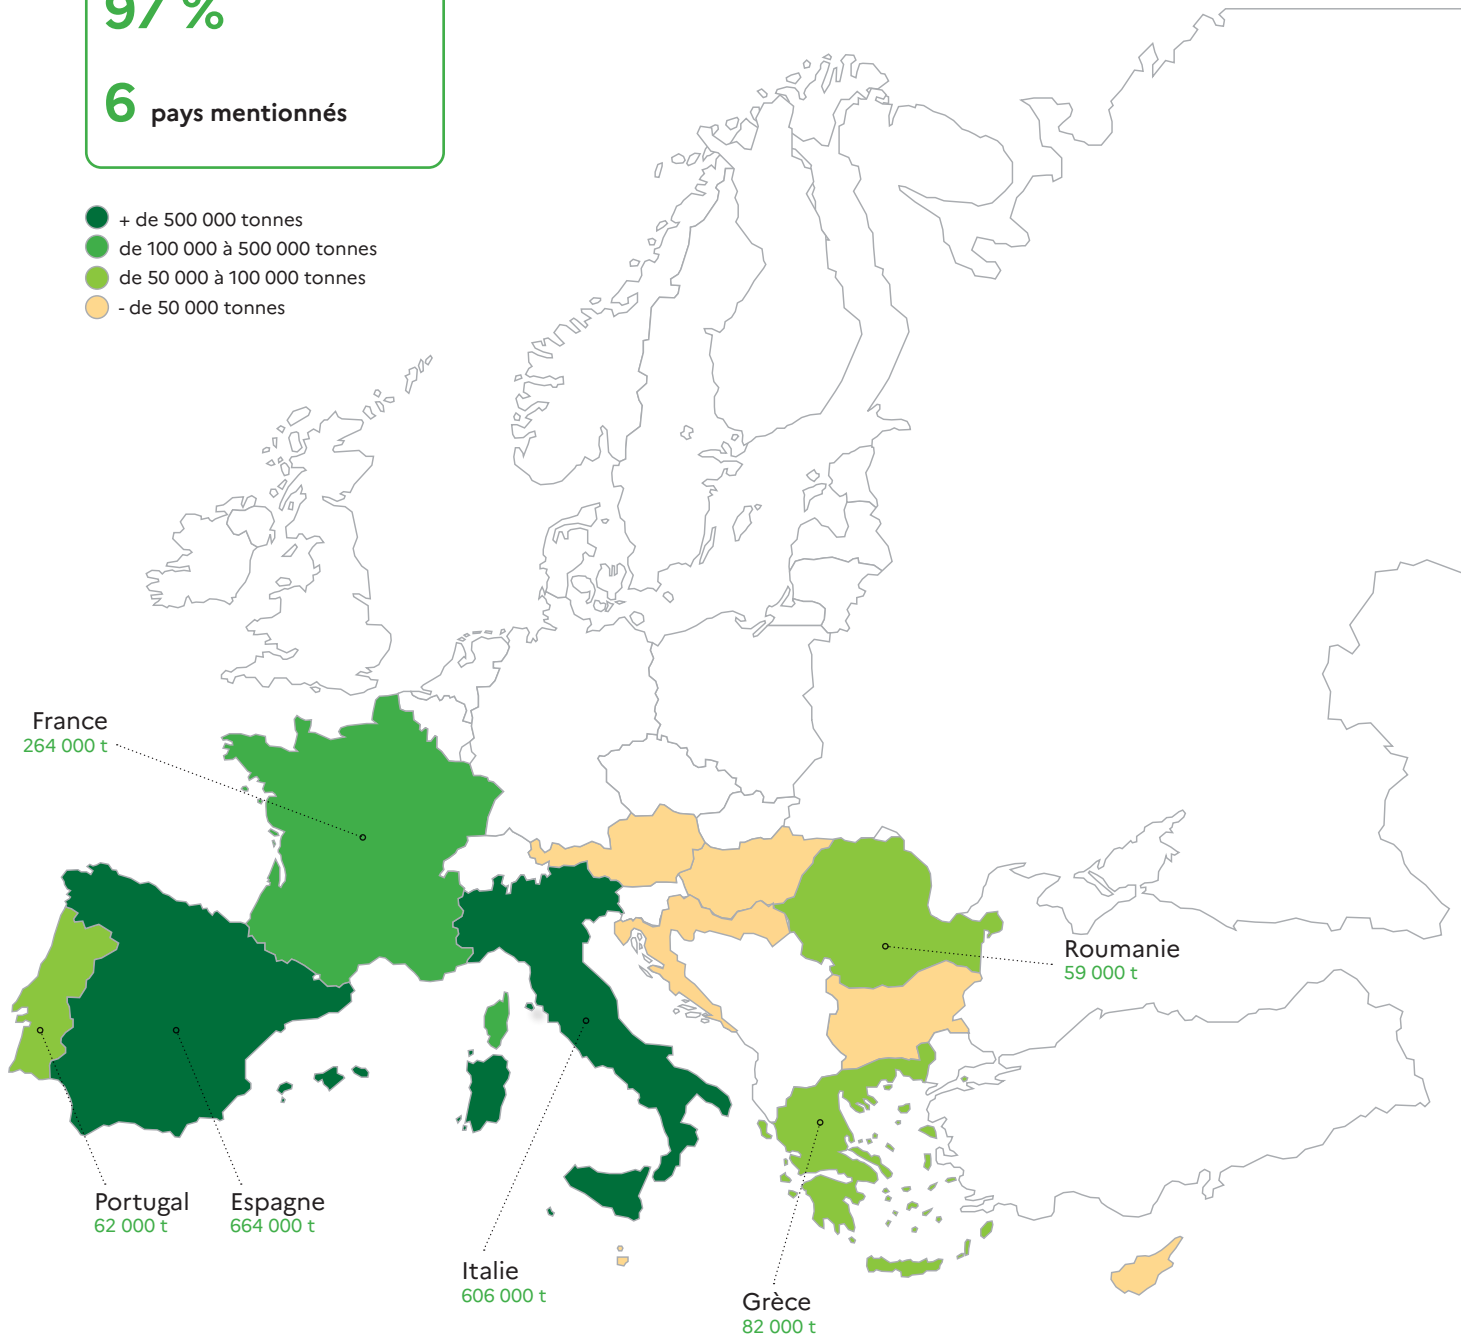 97 %
6 pays mentionnés
+ de 500 000 tonnes
de 100 000 à 500 000 tonnes
de 50 000 à 100 000 tonnes
- de 50 000 tonnes
France
264 000 t
Roumanie
59 000 t
Portugal
62 000 t
Espagne
664 000 t
Italie
606 000 t
Grèce
82 000 t